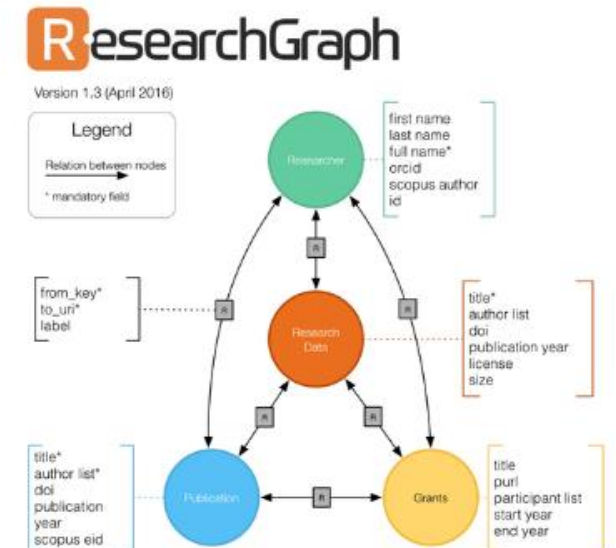 ResearchGraph
Version 1.3 (April 2016)
Legend
Relation between nodes
* mandatory field
Researcher
first name
last name
full name*
orcid
scopus author
id
R
from_key*
to_uri*
label
R
R
Research
Data
title*
author list
doi
publication year
license
size
R
R
title*
author list*
doi
publication
year
scopus eid
Publication
R
Grants
title
purl
participant list
start year
end year